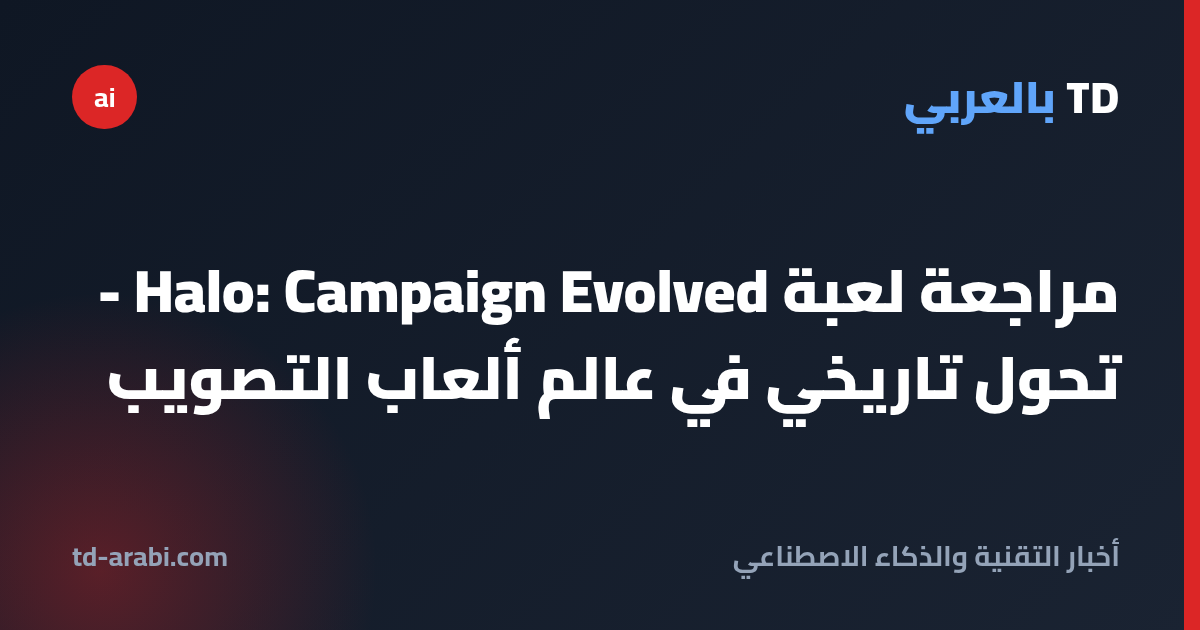 TD بالعربي
ai
مراجعة لعبة Halo: Campaign Evolved -
تحول تاريخي في عالم ألعاب التصويب
أخبار التقنية والذكاء الاصطناعي
td-arabi.com